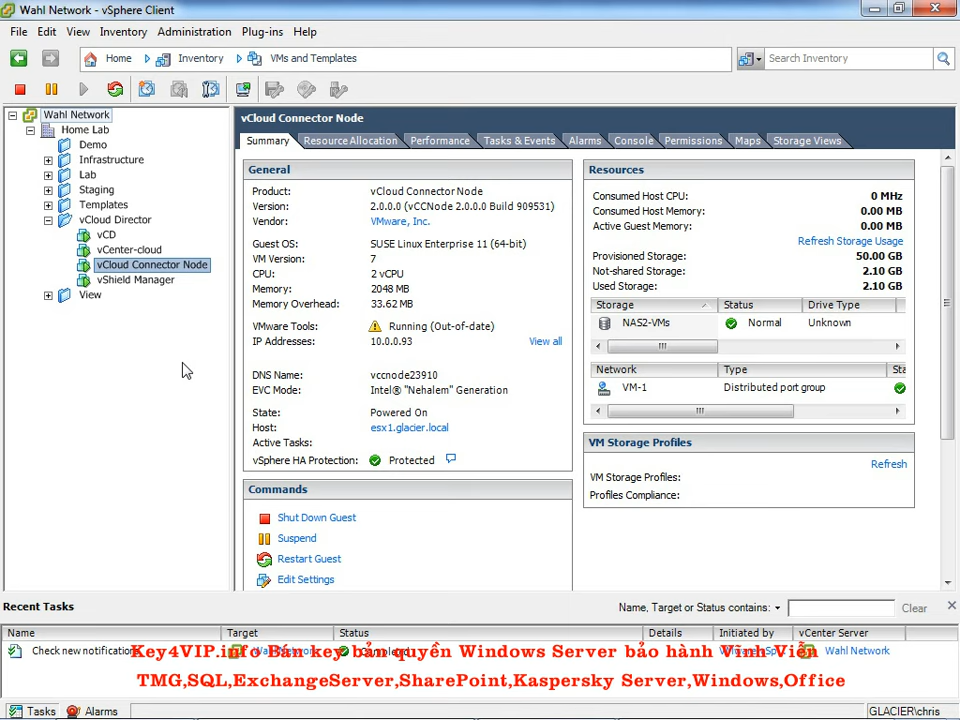 Wahl Network - vSphere Client
File Edit View Inventory Administration Plug-ins Help
Home Inventory VMs and Templates Search Inventory
Wahl Network
Home Lab
Demo
Infrastructure
Lab
Staging
Templates
vCloud Director
vCD
vCenter-cloud
vCloud Connector Node
vShield Manager
View
vCloud Connector Node
Summary Resource Allocation Performance Tasks & Events Alarms Console Permissions Maps Storage Views
General
Product: vCloud Connector Node
Version: 2.0.0.0 (vCCNode 2.0.0.0 Build 909531)
Vendor: VMware, Inc.
Guest OS: SUSE Linux Enterprise 11 (64-bit)
VM Version: 7
CPU: 2 vCPU
Memory: 2048 MB
Memory Overhead: 33.62 MB
VMware Tools: Running (Out-of-date)
IP Addresses: 10.0.0.93 View all
DNS Name: vccnode23910
EVC Mode: Intel® "Nehalem" Generation
State: Powered On
Host: esx1.glacier.local
Active Tasks:
vSphere HA Protection: Protected
Commands
Shut Down Guest
Suspend
Restart Guest
Edit Settings
Resources
Consumed Host CPU: 0 MHz
Consumed Host Memory: 0.00 MB
Active Guest Memory: 0.00 MB
Refresh Storage Usage
Provisioned Storage: 50.00 GB
Not-shared Storage: 2.10 GB
Used Storage: 2.10 GB
Storage Status Drive Type
NAS2-VMs Normal Unknown
Network Type Sta
VM-1 Distributed port group
VM Storage Profiles
Refresh
VM Storage Profiles:
Profiles Compliance:
Recent Tasks Name, Target or Status contains: Clear
Name Target Status Details Initiated by vCenter Server
Check new notification Wahl Network
Key4VIP.info Bán key bản quyền Windows Server bảo hành Vĩnh Viễn
TMG,SQL,ExchangeServer,SharePoint,Kaspersky Server,Windows,Office
Tasks Alarms GLACIER\chris